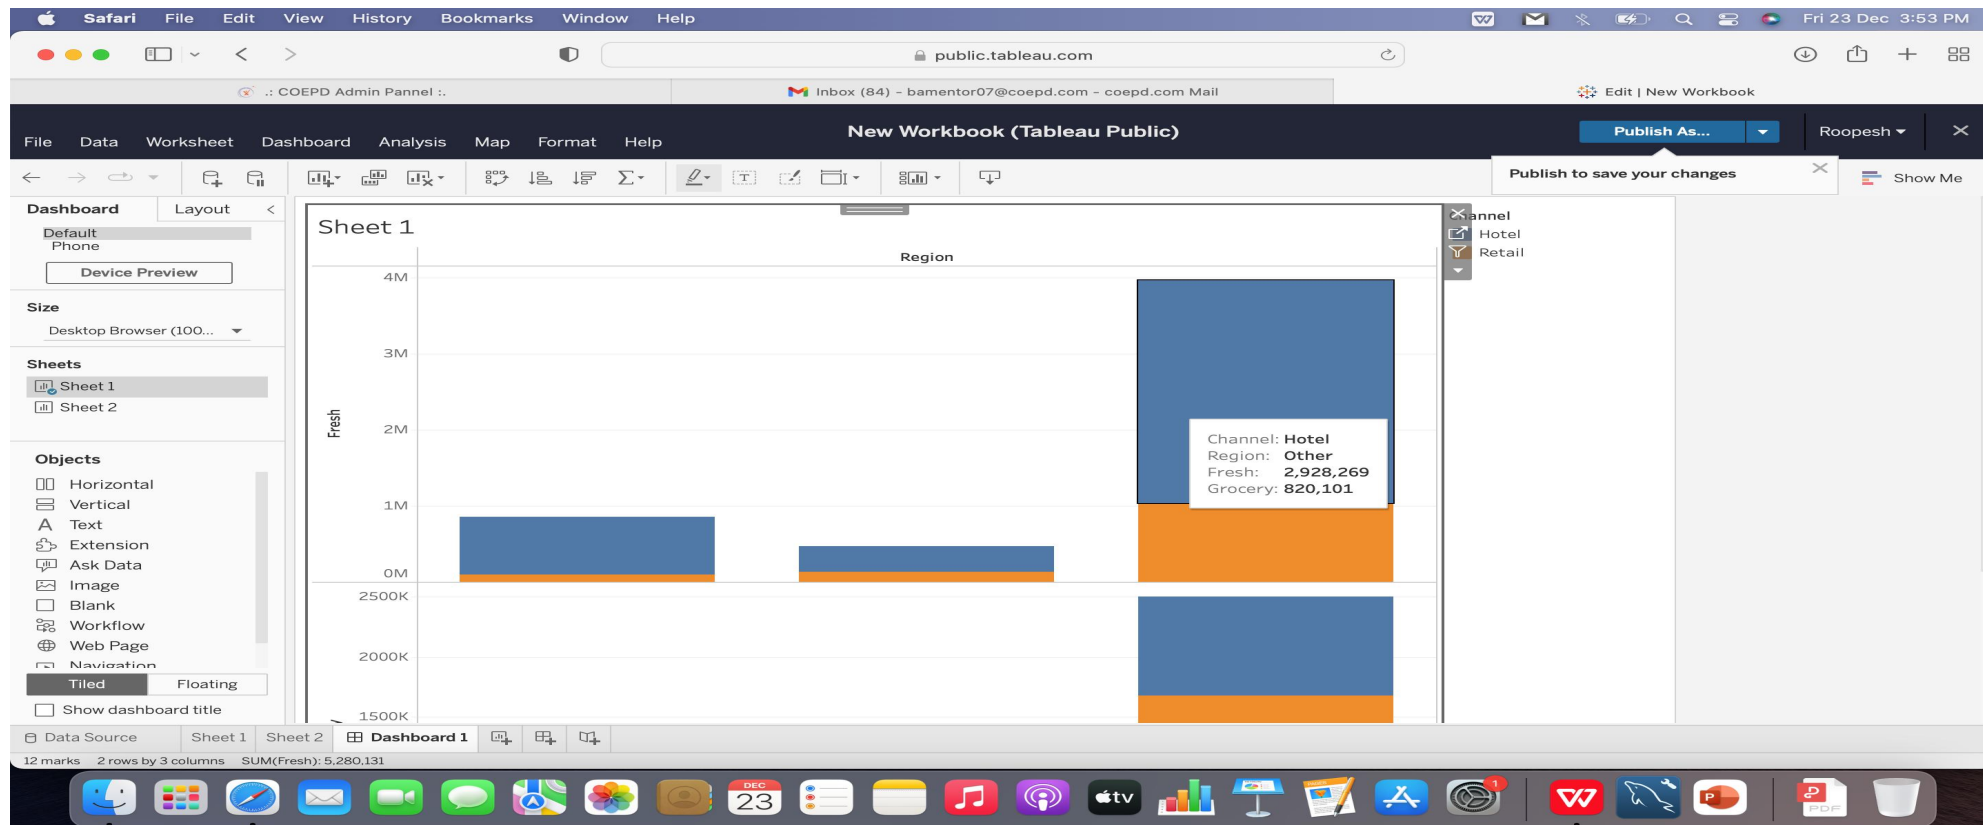 Safari File Edit View History Bookmarks Window Help Fri 23 Dec 3:53 PM
public.tableau.com
.: COEPD Admin Pannel :. Inbox (84) - bamentor07@coepd.com - coepd.com Mail Edit | New Workbook
File Data Worksheet Dashboard Analysis Map Format Help New Workbook (Tableau Public) Publish As... Roopesh
Publish to save your changes
Show Me
Dashboard Layout
Default
Phone
Device Preview
Size
Desktop Browser (100...
Sheets
Sheet 1
Sheet 2
Objects
Horizontal
Vertical
A Text
Extension
Ask Data
Image
Blank
Workflow
Web Page
Navigation
Tiled Floating
Show dashboard title
Sheet 1
Region
4M
3M
2M
1M
0M
Fresh
2500K
2000K
1500K
Channel: Hotel
Region: Other
Fresh: 2,928,269
Grocery: 820,101
Channel
Hotel
Retail
Data Source Sheet 1 Sheet 2 Dashboard 1
12 marks 2 rows by 3 columns SUM(Fresh): 5,280,131
DEC
23
tv
1
P
PDF